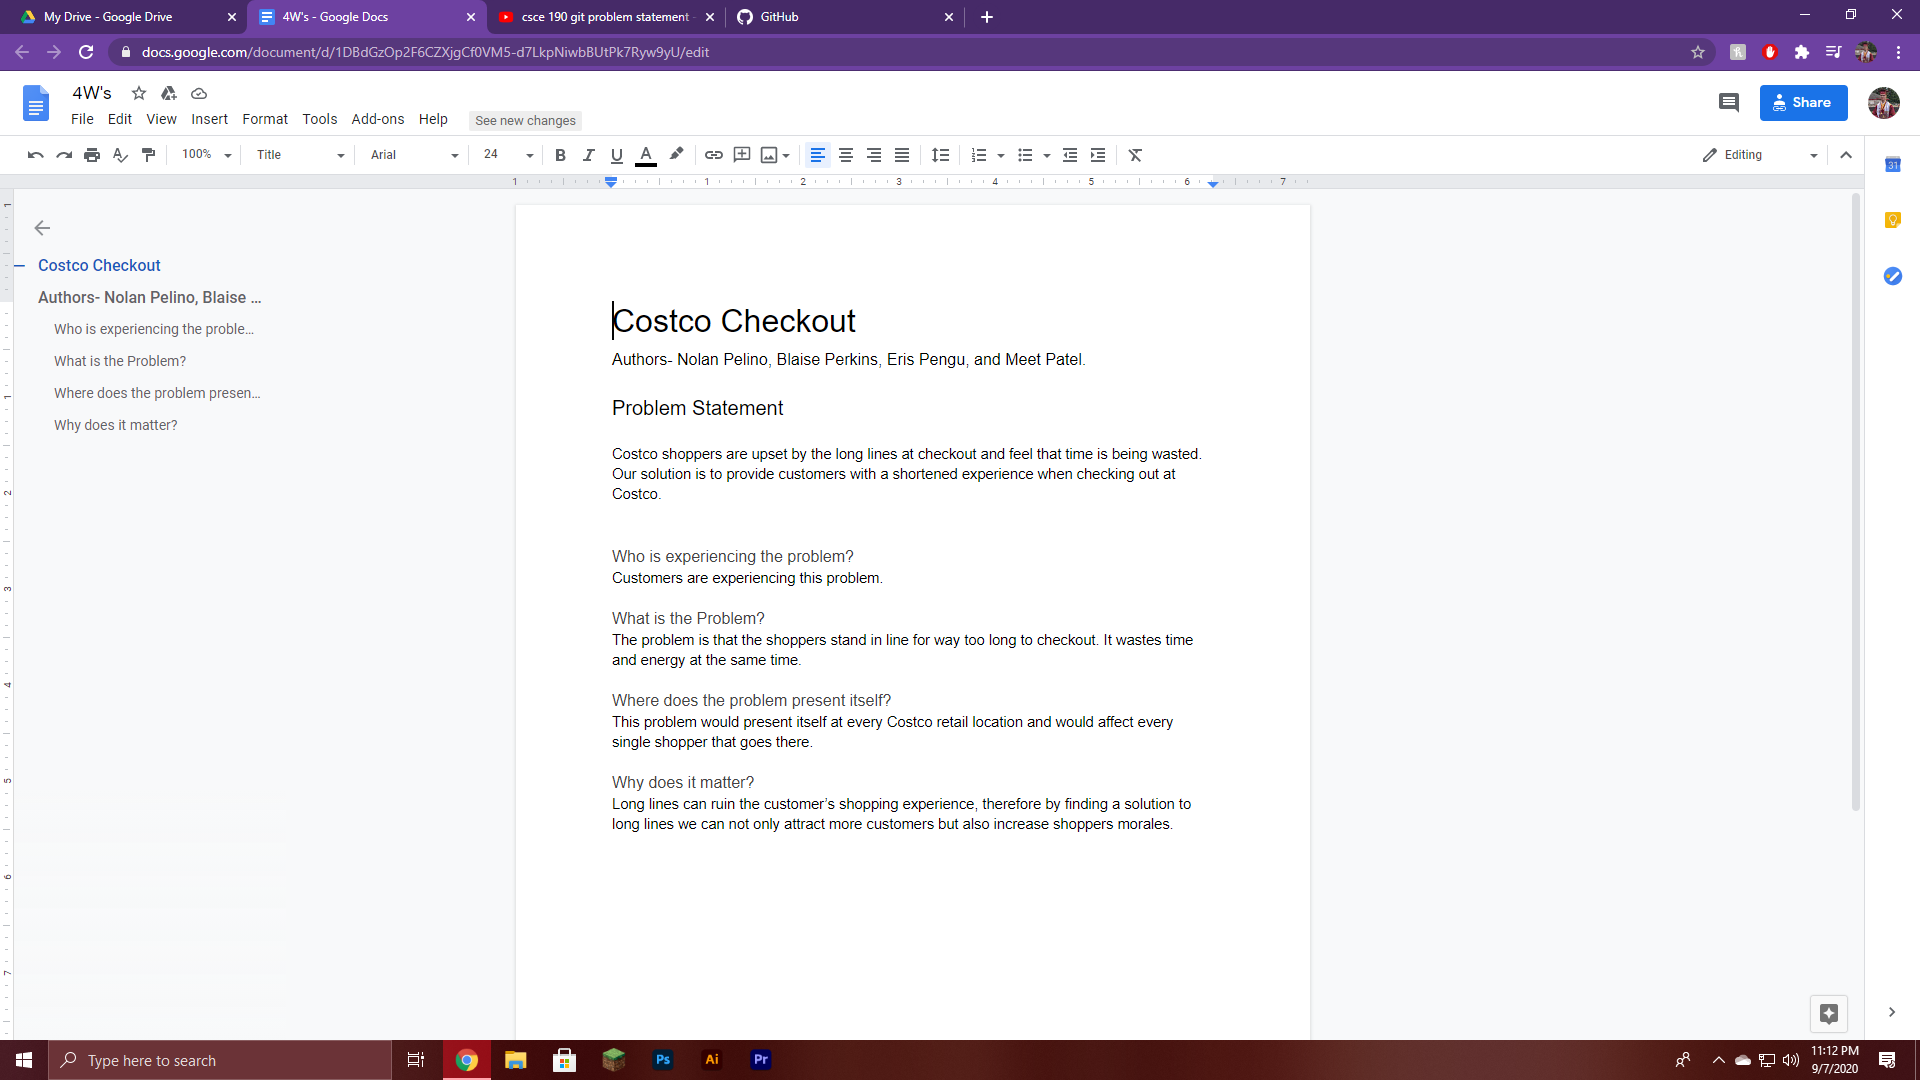 My Drive - Google Drive
4W's - Google Docs
csce 190 git problem statement
GitHub
docs.google.com/document/d/1DBdGzOp2F6CZXjgCf0VM5-d7LkpNiwbBUtPk7Ryw9yU/edit
4W's
File Edit View Insert Format Tools Add-ons Help See new changes
Share
100% Title Arial 24 B I U A Editing
1 1 2 3 4 5 6 7
Costco Checkout
Authors- Nolan Pelino, Blaise ...
Who is experiencing the proble...
What is the Problem?
Where does the problem presen...
Why does it matter?
Costco Checkout
Authors- Nolan Pelino, Blaise Perkins, Eris Pengu, and Meet Patel.
Problem Statement
Costco shoppers are upset by the long lines at checkout and feel that time is being wasted.
Our solution is to provide customers with a shortened experience when checking out at
Costco.
Who is experiencing the problem?
Customers are experiencing this problem.
What is the Problem?
The problem is that the shoppers stand in line for way too long to checkout. It wastes time
and energy at the same time.
Where does the problem present itself?
This problem would present itself at every Costco retail location and would affect every
single shopper that goes there.
Why does it matter?
Long lines can ruin the customer's shopping experience, therefore by finding a solution to
long lines we can not only attract more customers but also increase shoppers morales.
Type here to search
Ps
Ai
Pr
11:12 PM
9/7/2020